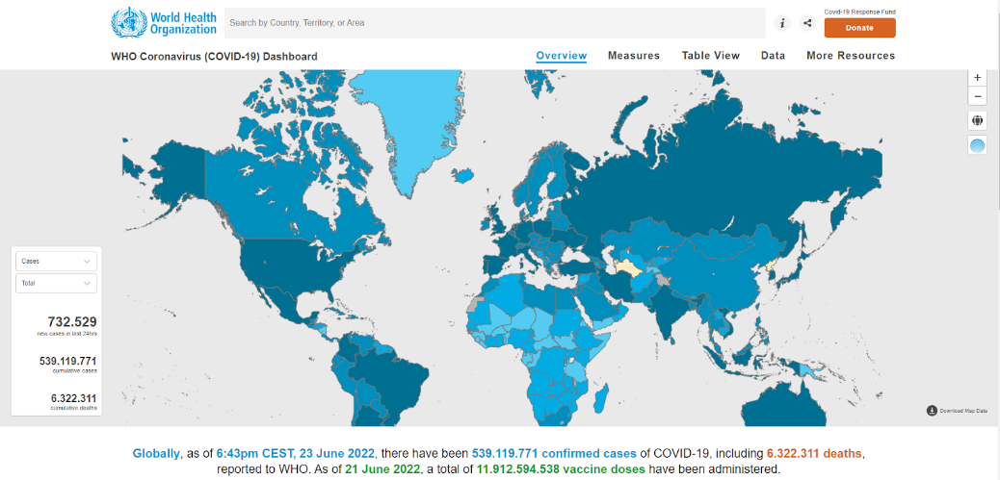 World Health
Organization
Search by Country, Territory, or Area
i
Covid-19 Response Fund
Donate
WHO Coronavirus (COVID-19) Dashboard
Overview
Measures
Table View
Data
More Resources
+
−
Cases
Total
732.529
new cases in last 24hrs
539.119.771
cumulative cases
6.322.311
cumulative deaths
Download Map Data
Globally, as of 6:43pm CEST, 23 June 2022, there have been 539.119.771 confirmed cases of COVID-19, including 6.322.311 deaths,
reported to WHO. As of 21 June 2022, a total of 11.912.594.538 vaccine doses have been administered.